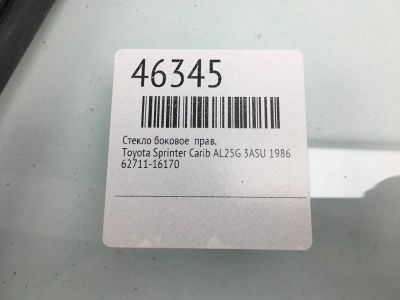 46345
Стекло боковое прав.
Toyota Sprinter Carib AL25G 3ASU 1986
62711-16170